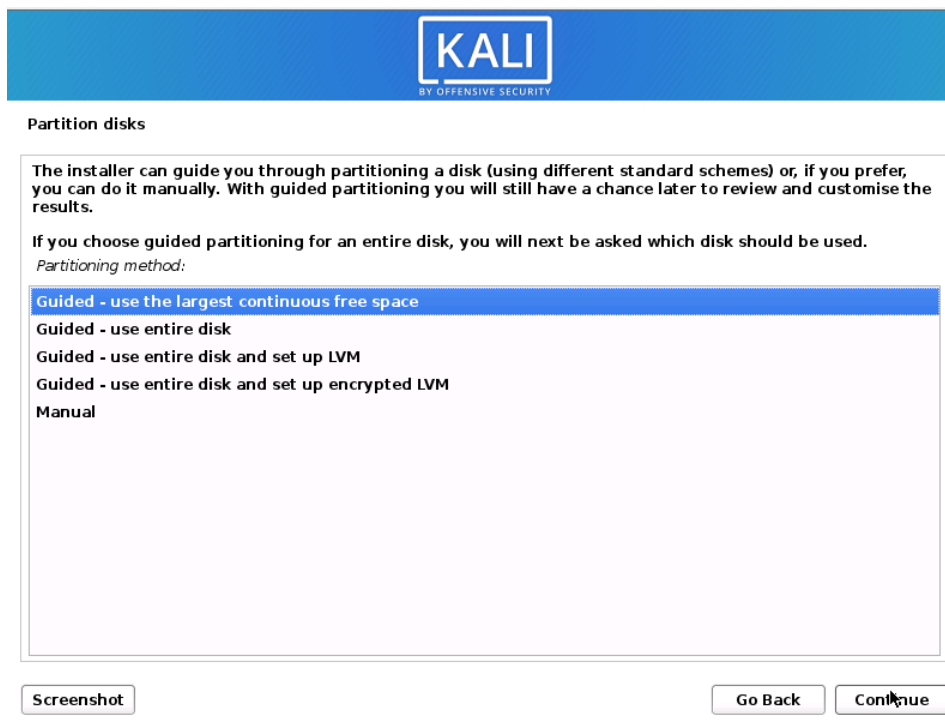 KALI
BY OFFENSIVE SECURITY
Partition disks
The installer can guide you through partitioning a disk (using different standard schemes) or, if you prefer,
you can do it manually. With guided partitioning you will still have a chance later to review and customise the
results.
If you choose guided partitioning for an entire disk, you will next be asked which disk should be used.
Partitioning method:
Guided - use the largest continuous free space
Guided - use entire disk
Guided - use entire disk and set up LVM
Guided - use entire disk and set up encrypted LVM
Manual
Screenshot
Go Back
Continue